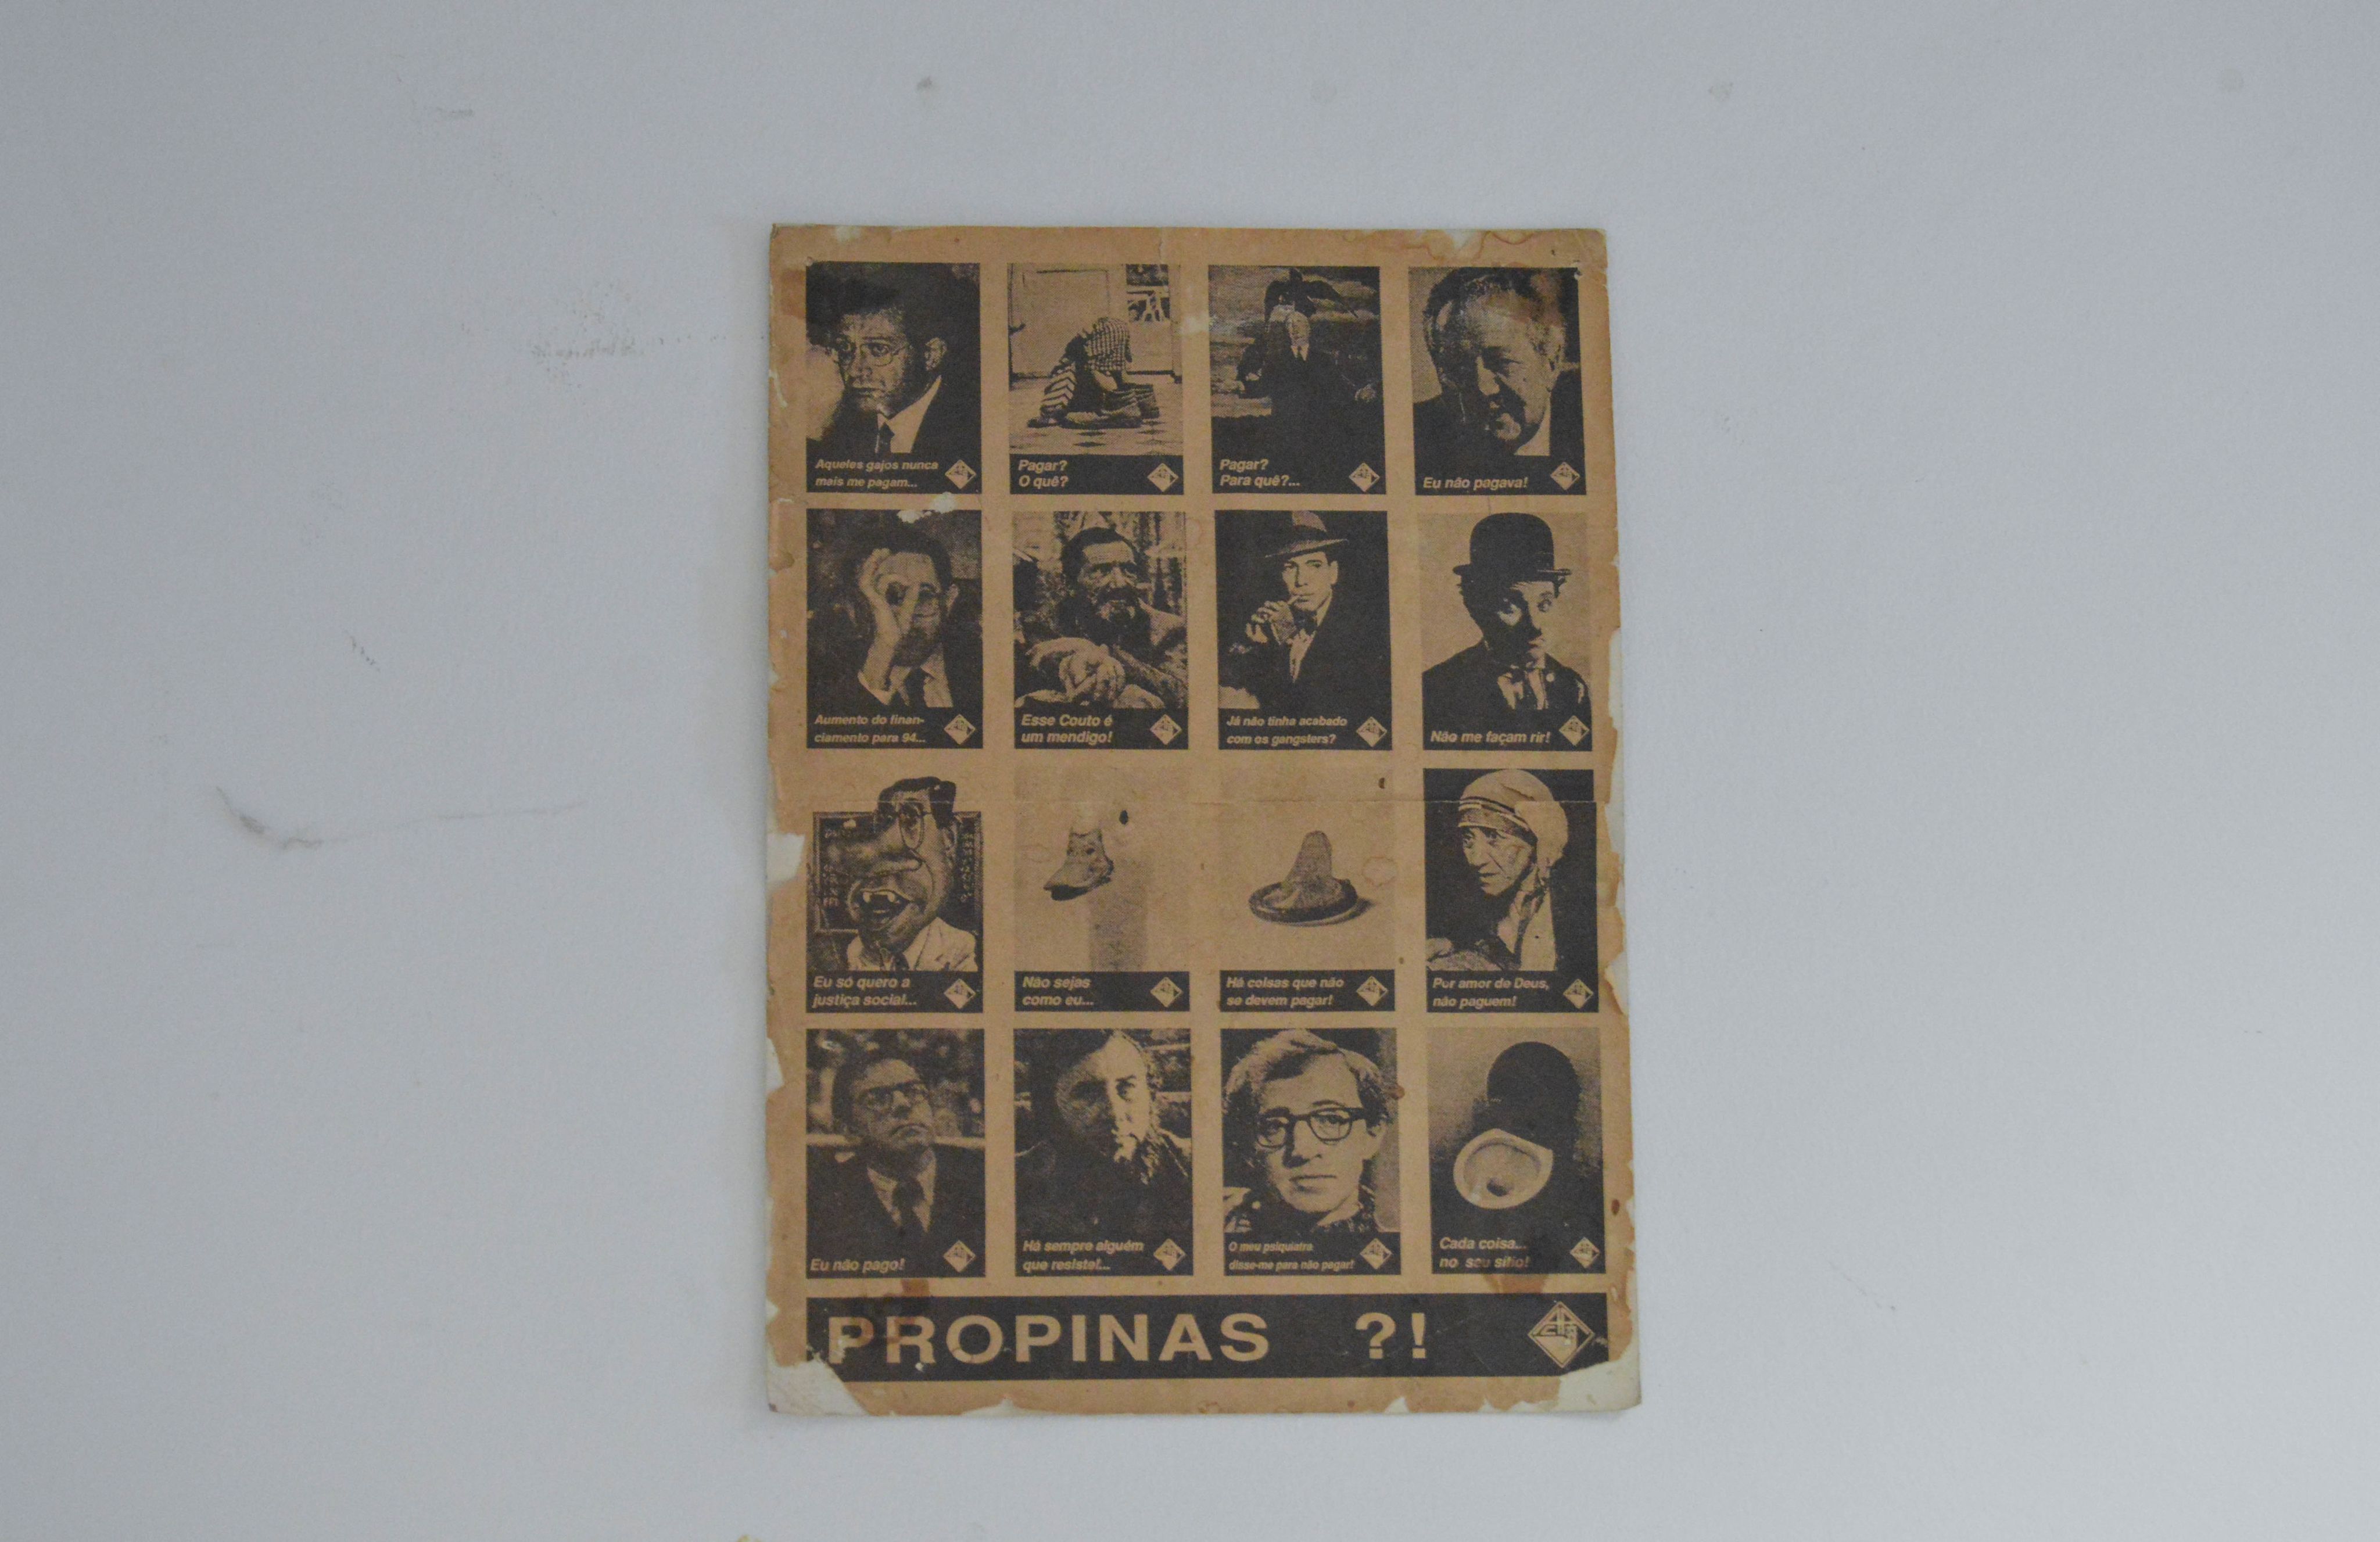 Aqueles gajos nunca
mais me pagam...
Pagar?
O quê?
Pagar?
Para quê?...
Eu não pagava!
Aumento do finan-
ciamento para 94...
Esse Couto é
um mendigo!
Já não tinha acabado
com os gangsters?
Não me façam rir!
Eu só quero a
justiça social...
Não sejas
como eu...
Há coisas que não
se devem pagar!
Por amor de Deus,
não paguem!
Eu não pago!
Há sempre alguém
que resiste!...
O meu psiquiatra
disse-me para não pagar!
Cada coisa...
no seu sítio!
PROPINAS ?!